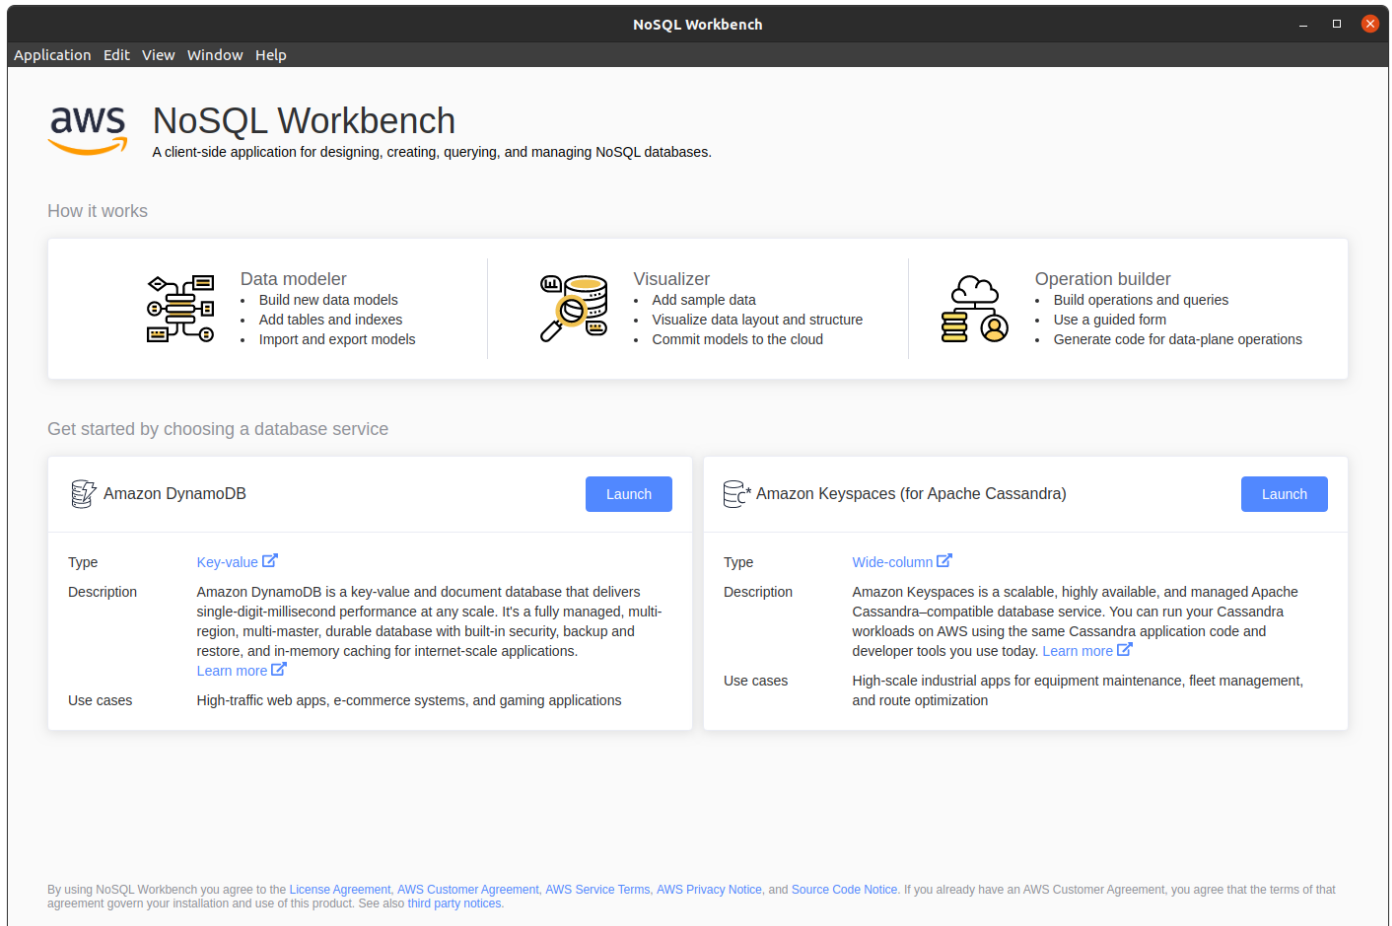 NoSQL Workbench
Application Edit View Window Help
aws
NoSQL Workbench
A client-side application for designing, creating, querying, and managing NoSQL databases.
How it works
Data modeler
• Build new data models
• Add tables and indexes
• Import and export models
Visualizer
• Add sample data
• Visualize data layout and structure
• Commit models to the cloud
Operation builder
• Build operations and queries
• Use a guided form
• Generate code for data-plane operations
Get started by choosing a database service
Amazon DynamoDB
Launch
Type
Key-value
Description
Amazon DynamoDB is a key-value and document database that delivers
single-digit-millisecond performance at any scale. It's a fully managed, multi-
region, multi-master, durable database with built-in security, backup and
restore, and in-memory caching for internet-scale applications.
Learn more
Use cases
High-traffic web apps, e-commerce systems, and gaming applications
C* Amazon Keyspaces (for Apache Cassandra)
Launch
Type
Wide-column
Description
Amazon Keyspaces is a scalable, highly available, and managed Apache
Cassandra–compatible database service. You can run your Cassandra
workloads on AWS using the same Cassandra application code and
developer tools you use today. Learn more
Use cases
High-scale industrial apps for equipment maintenance, fleet management,
and route optimization
By using NoSQL Workbench you agree to the License Agreement, AWS Customer Agreement, AWS Service Terms, AWS Privacy Notice, and Source Code Notice. If you already have an AWS Customer Agreement, you agree that the terms of that
agreement govern your installation and use of this product. See also third party notices.